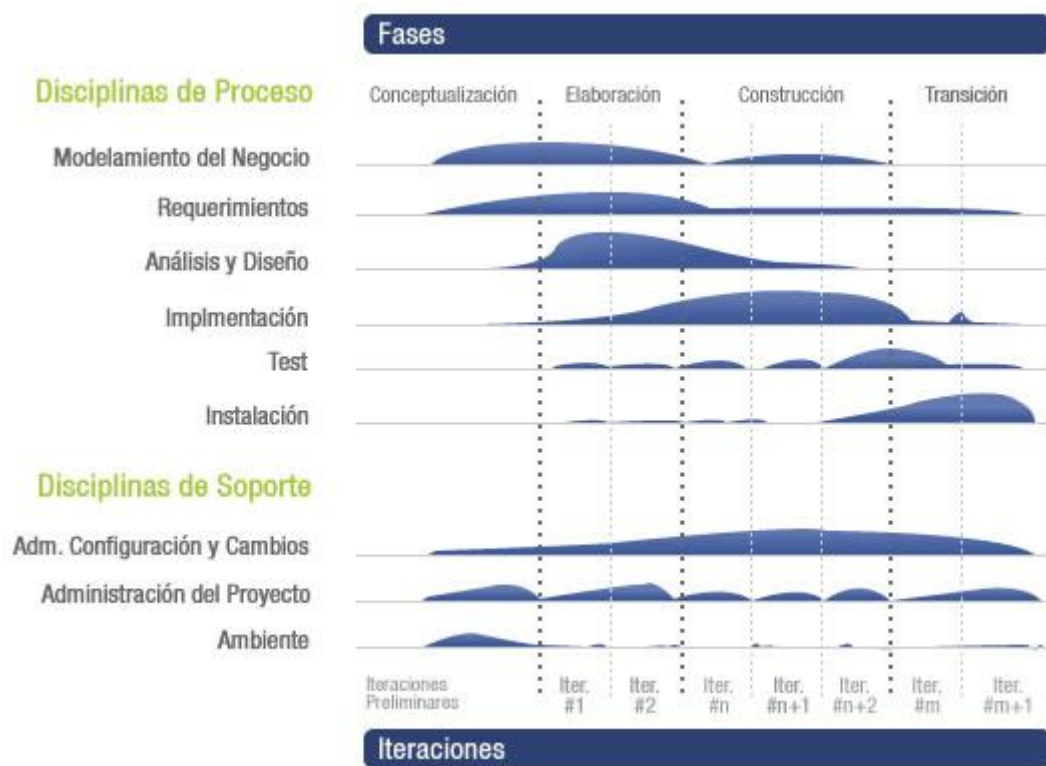 Fases
Disciplinas de Proceso
Conceptualización
Elaboración
Construcción
Transición
Modelamiento del Negocio
Requerimientos
Análisis y Diseño
Implmentación
Test
Instalación
Disciplinas de Soporte
Adm. Configuración y Cambios
Administración del Proyecto
Ambiente
Iteraciones
Preliminares
Iter.
#1
Iter.
#2
Iter.
#n
Iter.
#n+1
Iter.
#n+2
Iter.
#m
Iter.
#m+1
Iteraciones